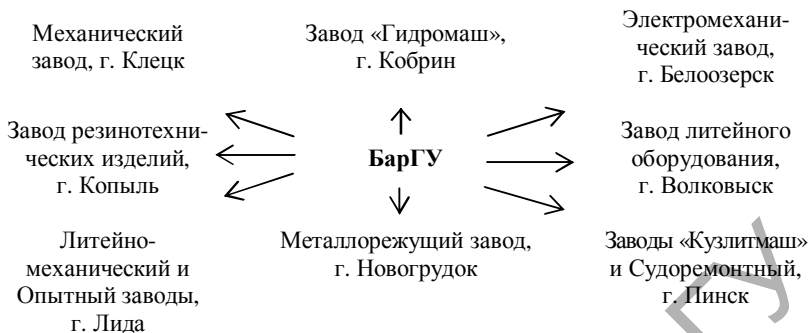 Механический
завод, г. Клецк
Завод «Гидромаш»,
г. Кобрин
Электромехани-
ческий завод,
г. Белоозерск
Завод резинотехни-
ческих изделий,
г. Копыль
БарГУ
Завод литейного
оборудования,
г. Волковыск
Литейно-
механический и
Опытный заводы,
г. Лида
Металлорежущий завод,
г. Новогрудок
Заводы «Кузлитмаш»
и Судоремонтный,
г. Пинск
ГУ